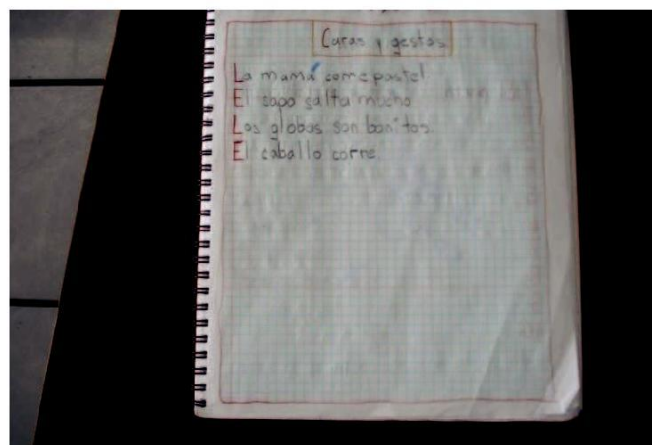 Caras y gestos
La mamá come pastel
El sapo salta mucho
Los globos son bonitos
El caballo corre